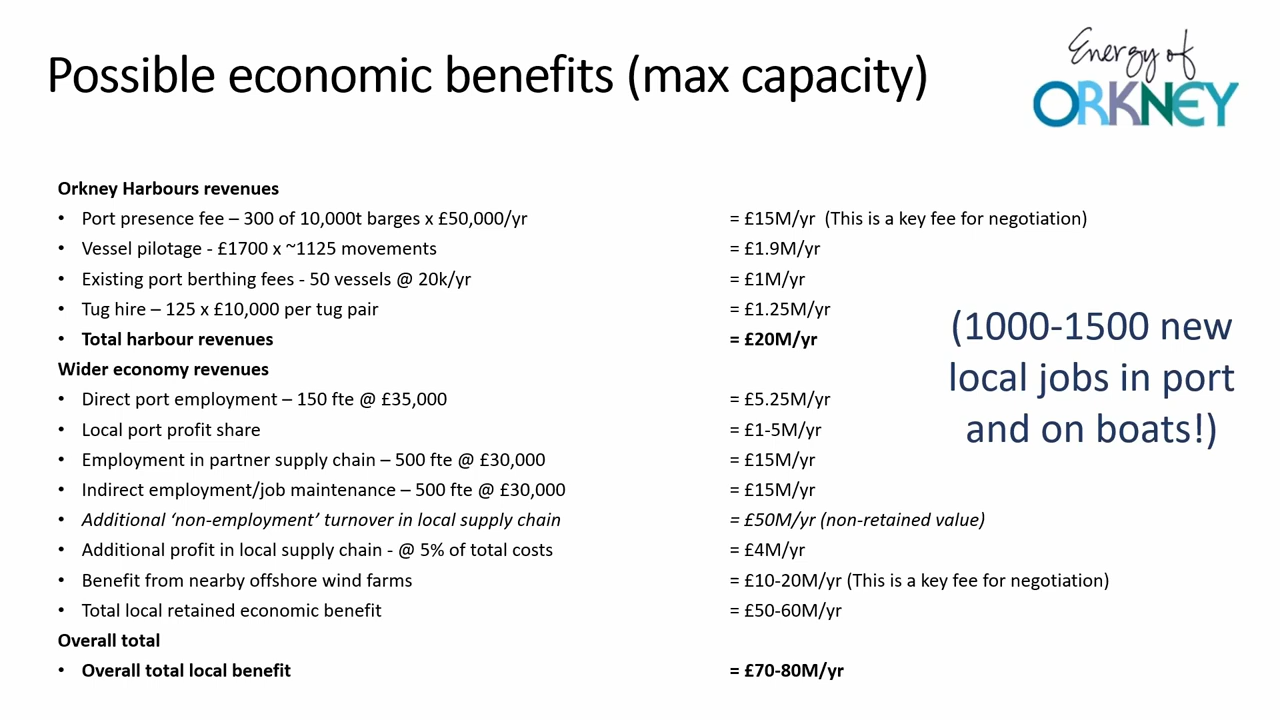 Possible economic benefits (max capacity)
Energy of
ORKNEY
Orkney Harbours revenues
• Port presence fee – 300 of 10,000t barges x £50,000/yr = £15M/yr (This is a key fee for negotiation)
• Vessel pilotage - £1700 x ~1125 movements = £1.9M/yr
• Existing port berthing fees - 50 vessels @ 20k/yr = £1M/yr
• Tug hire – 125 x £10,000 per tug pair = £1.25M/yr
• Total harbour revenues = £20M/yr
Wider economy revenues
• Direct port employment – 150 fte @ £35,000 = £5.25M/yr
• Local port profit share = £1-5M/yr
• Employment in partner supply chain – 500 fte @ £30,000 = £15M/yr
• Indirect employment/job maintenance – 500 fte @ £30,000 = £15M/yr
• Additional ‘non-employment’ turnover in local supply chain = £50M/yr (non-retained value)
• Additional profit in local supply chain - @ 5% of total costs = £4M/yr
• Benefit from nearby offshore wind farms = £10-20M/yr (This is a key fee for negotiation)
• Total local retained economic benefit = £50-60M/yr
Overall total
• Overall total local benefit = £70-80M/yr
(1000-1500 new
local jobs in port
and on boats!)